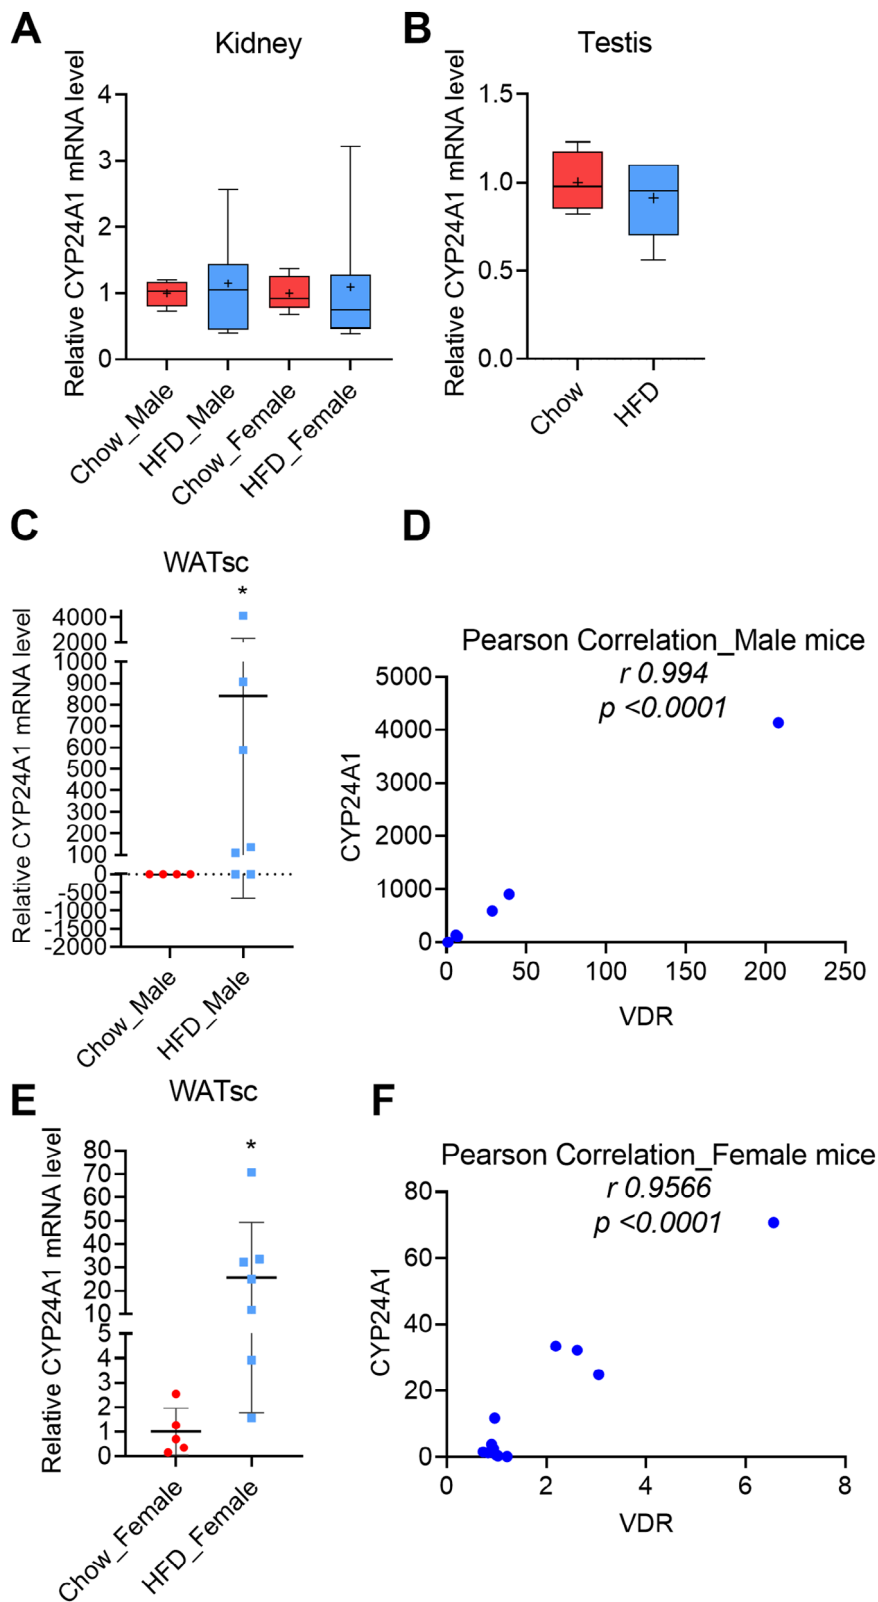 A
Kidney
Relative CYP24A1 mRNA level
4
3
2
1
0
Chow_Male
HFD_Male
Chow_Female
HFD_Female
B
Testis
Relative CYP24A1 mRNA level
1.5
1.0
0.5
0.0
Chow
HFD
C
WATsc
*
Relative CYP24A1 mRNA level
4000
2000
1000
900
800
700
600
500
400
300
200
100
0
-500
-1000
-1500
-2000
Chow_Male
HFD_Male
D
Pearson Correlation_Male mice
r 0.994
p <0.0001
CYP24A1
5000
4000
3000
2000
1000
0
0 50 100 150 200 250
VDR
E
WATsc
*
Relative CYP24A1 mRNA level
80
70
60
50
40
30
20
10
5
4
3
2
1
0
Chow_Female
HFD_Female
F
Pearson Correlation_Female mice
r 0.9566
p <0.0001
CYP24A1
80
60
40
20
0
0 2 4 6 8
VDR